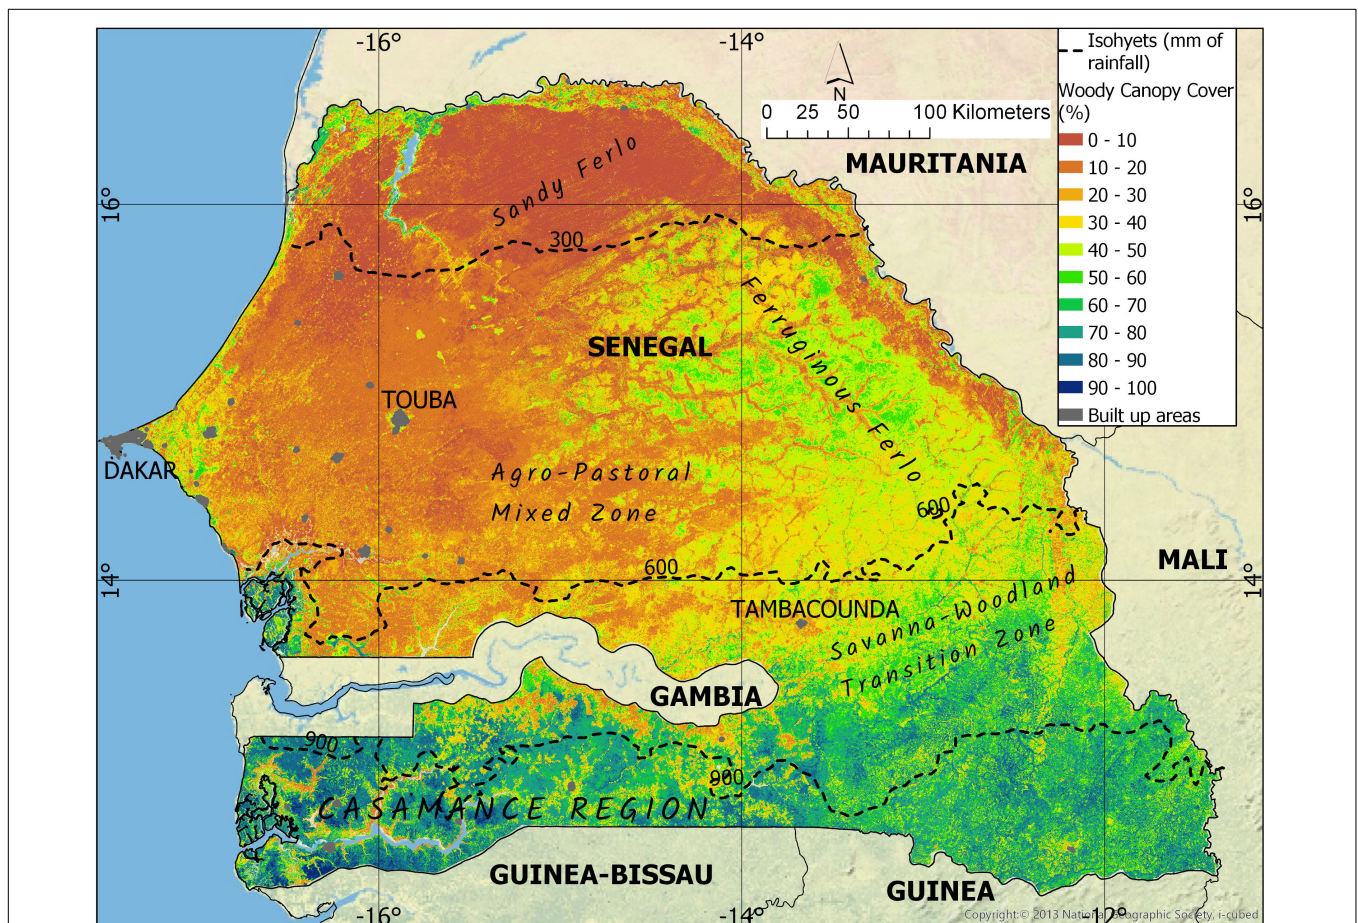 -16°
-14°
Isohyets (mm of
rainfall)
Woody Canopy Cover
(%)
0 - 10
10 - 20
20 - 30
30 - 40
40 - 50
50 - 60
60 - 70
70 - 80
80 - 90
90 - 100
Built up areas
N
0 25 50 100 Kilometers
MAURITANIA
Sandy Ferlo
16°
16°
300
SENEGAL
Ferruginous Ferlo
TOUBA
DAKAR
Agro-Pastoral
Mixed Zone
600
600
MALI
14°
14°
TAMBACOUNDA
Savanna-Woodland
Transition Zone
GAMBIA
900
900
CASAMANCE REGION
GUINEA-BISSAU
GUINEA
Copyright:© 2013 National Geographic Society, i-cubed
-16°
-14°
-12°